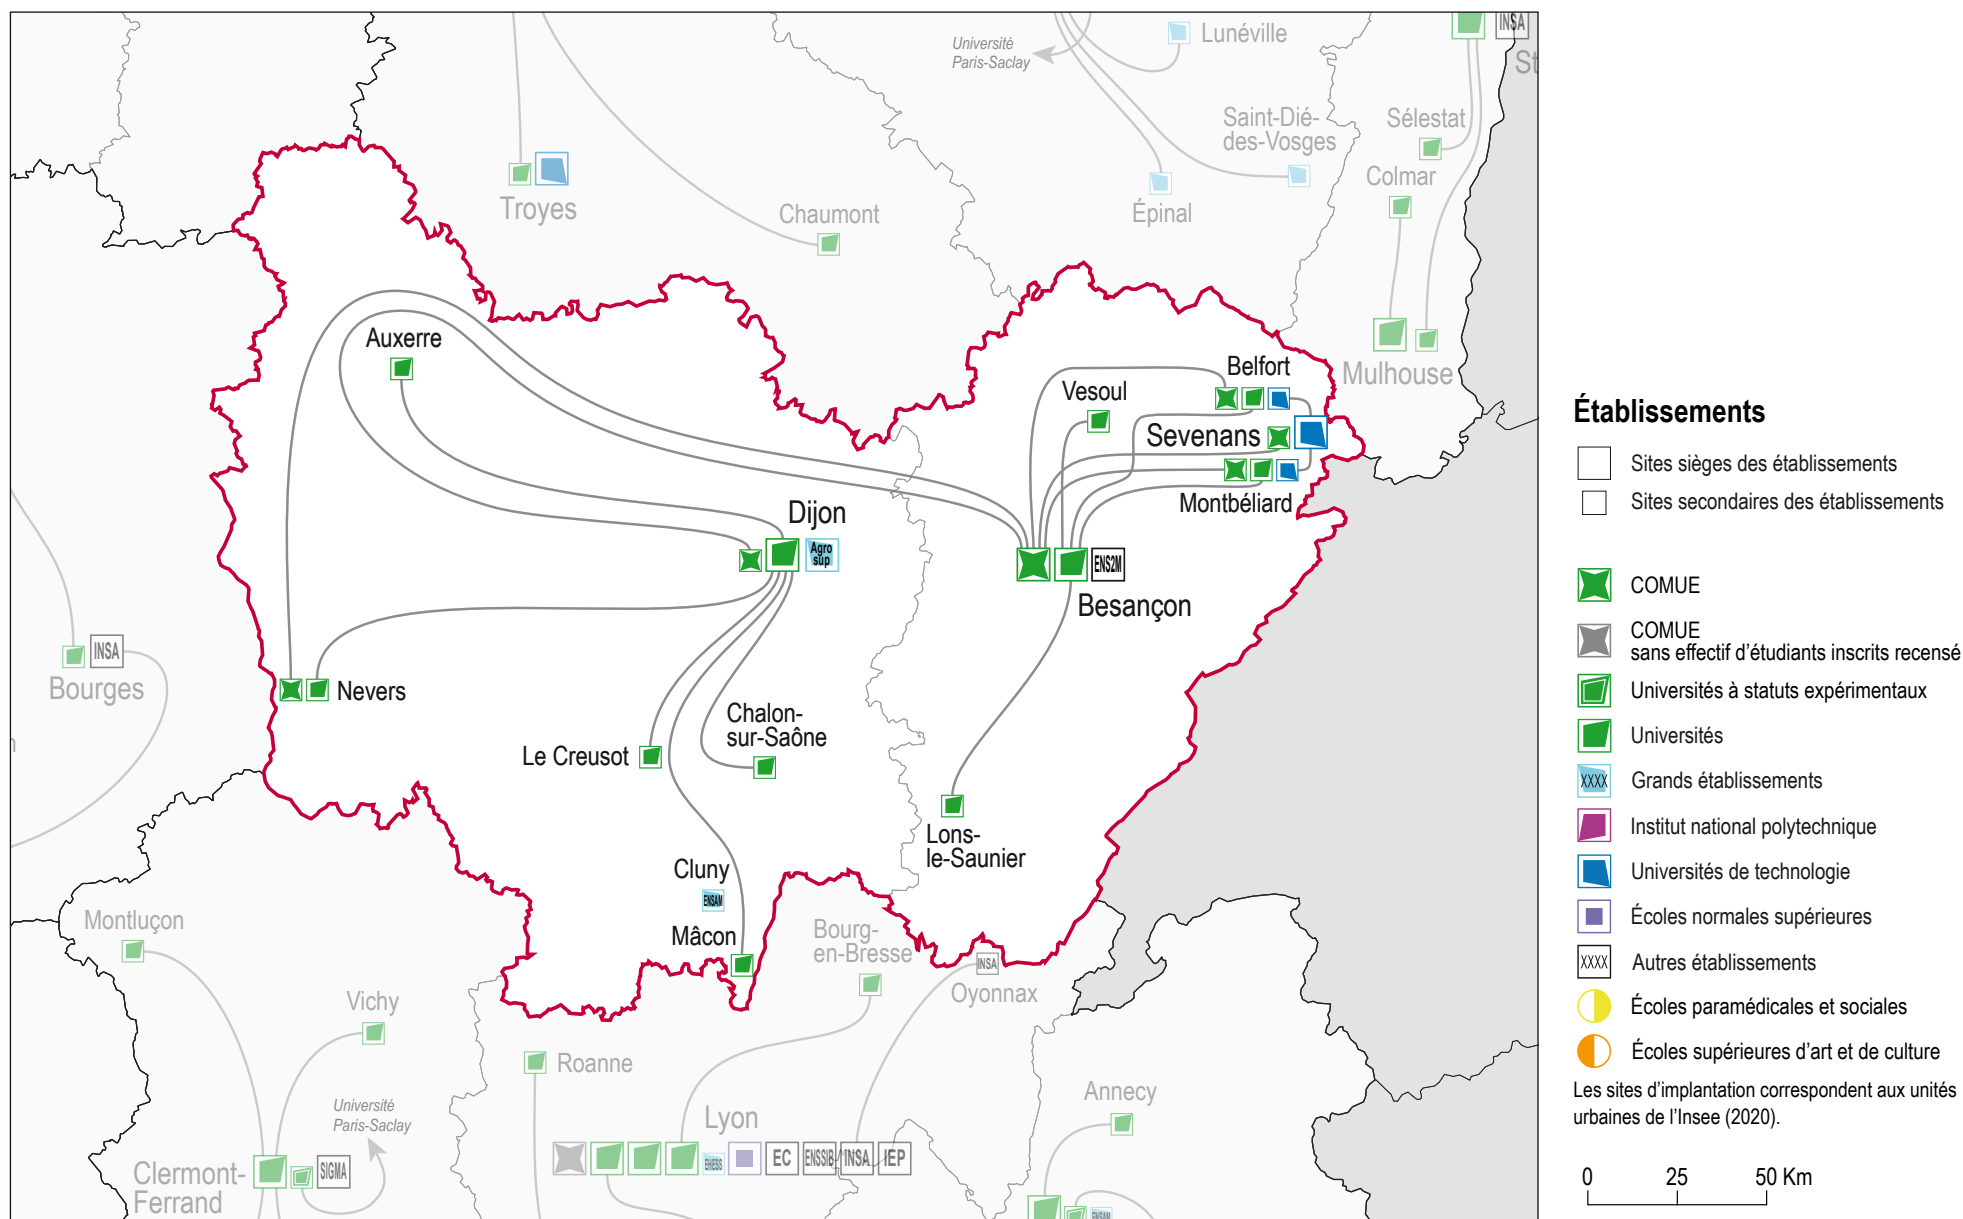 Université
Paris-Saclay
Lunéville
INSA
St
Saint-Dié-
des-Vosges
Sélestat
Colmar
Troyes
Chaumont
Épinal
Auxerre
Belfort
Vesoul
Mulhouse
Sevenans
Montbéliard
Dijon
Agro
sup
ENS2M
Besançon
INSA
Bourges
Nevers
Le Creusot
Chalon-
sur-Saône
Lons-
le-Saunier
Cluny
ENSAM
Mâcon
Montluçon
Bourg-
en-Bresse
INSA
Oyonnax
Vichy
Roanne
Annecy
Université
Paris-Saclay
Lyon
EHESS
EC
ENSSIB
INSA
IEP
Clermont-
Ferrand
SIGMA
ENSAM
Établissements
Sites sièges des établissements
Sites secondaires des établissements
COMUE
COMUE
sans effectif d'étudiants inscrits recensé
Universités à statuts expérimentaux
Universités
XXXX Grands établissements
Institut national polytechnique
Universités de technologie
Écoles normales supérieures
XXXX Autres établissements
Écoles paramédicales et sociales
Écoles supérieures d'art et de culture
Les sites d'implantation correspondent aux unités
urbaines de l'Insee (2020).
0 25 50 Km